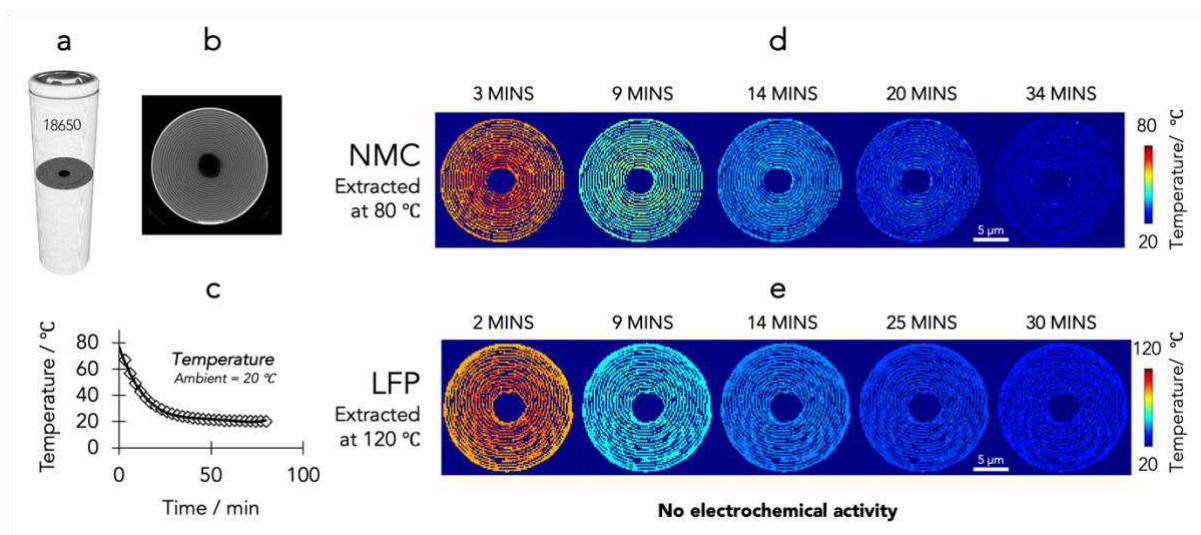 a
b
18650
c
Temperature / °C
80
60
40
20
0
Temperature
Ambient = 20 °C
0
50
100
Time / min
d
3 MINS
9 MINS
14 MINS
20 MINS
34 MINS
NMC
Extracted
at 80 °C
5 µm
80
20
Temperature/ °C
e
2 MINS
9 MINS
14 MINS
25 MINS
30 MINS
LFP
Extracted
at 120 °C
5 µm
120
20
Temperature/ °C
No electrochemical activity